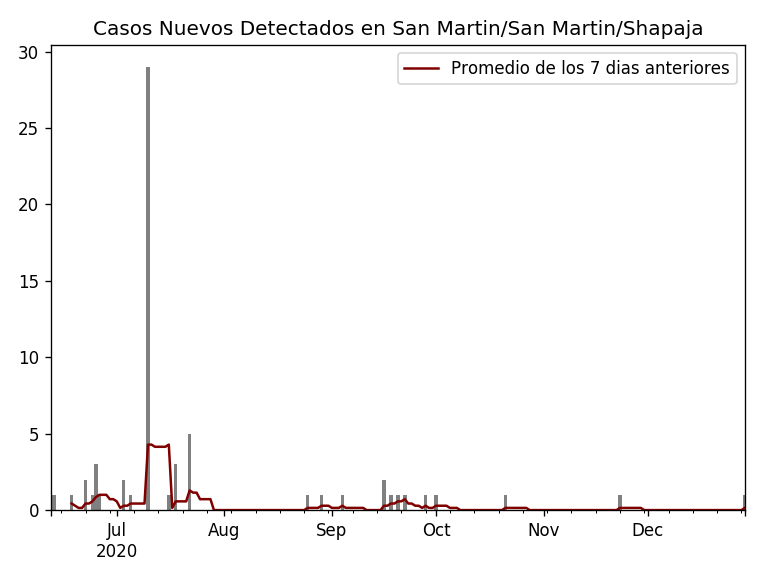 Casos Nuevos Detectados en San Martin/San Martin/Shapaja
Promedio de los 7 dias anteriores
30
25
20
15
10
5
0
Jul Aug Sep Oct Nov Dec
2020